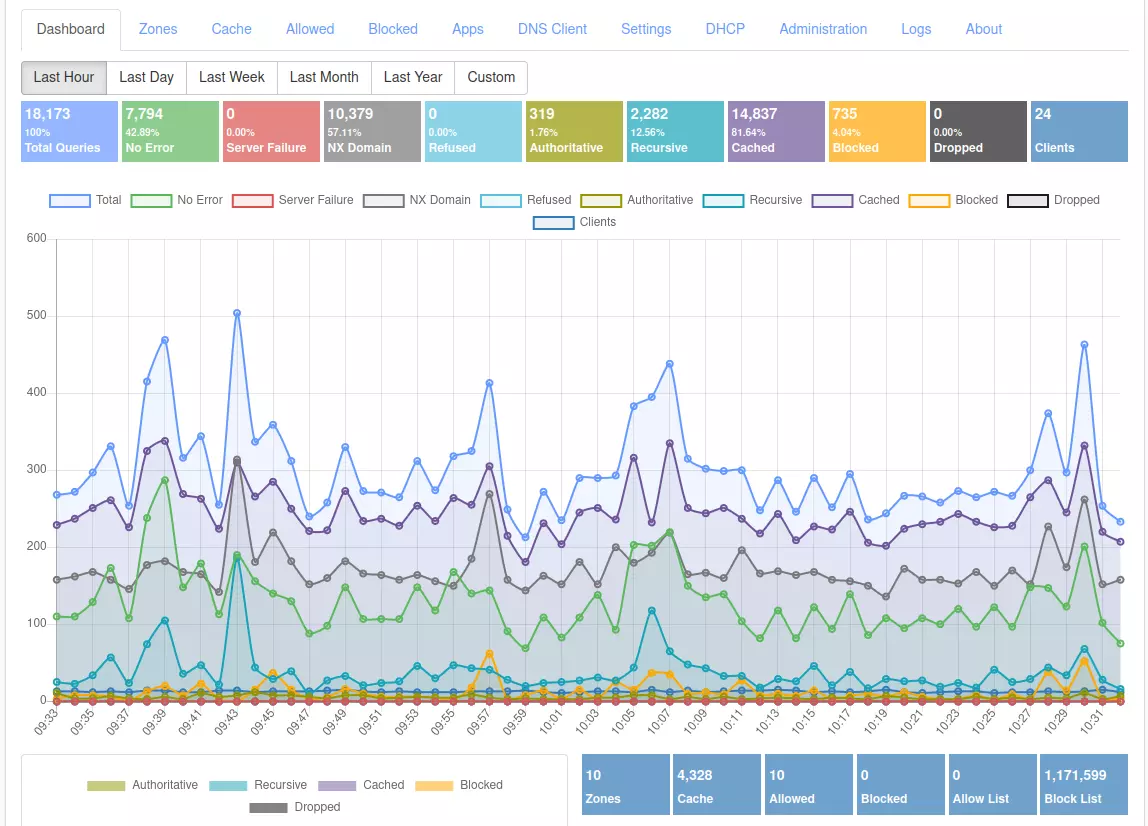 Dashboard Zones Cache Allowed Blocked Apps DNS Client Settings DHCP Administration Logs About
Last Hour Last Day Last Week Last Month Last Year Custom
18,173 7,794 0 10,379 0 319 2,282 14,837 735 0 24
100% 42.89% 0.00% 57.11% 0.00% 1.76% 12.56% 81.64% 4.04% 0.00%
Total Queries No Error Server Failure NX Domain Refused Authoritative Recursive Cached Blocked Dropped Clients
Total No Error Server Failure NX Domain Refused Authoritative Recursive Cached Blocked Dropped
Clients
600
500
400
300
200
100
0
09:33 09:35 09:37 09:39 09:41 09:43 09:45 09:47 09:49 09:51 09:53 09:55 09:57 09:59 10:01 10:03 10:05 10:07 10:09 10:11 10:13 10:15 10:17 10:19 10:21 10:23 10:25 10:27 10:29 10:31
Authoritative Recursive Cached Blocked
Dropped
10 4,328 10 0 0 1,171,599
Zones Cache Allowed Blocked Allow List Block List